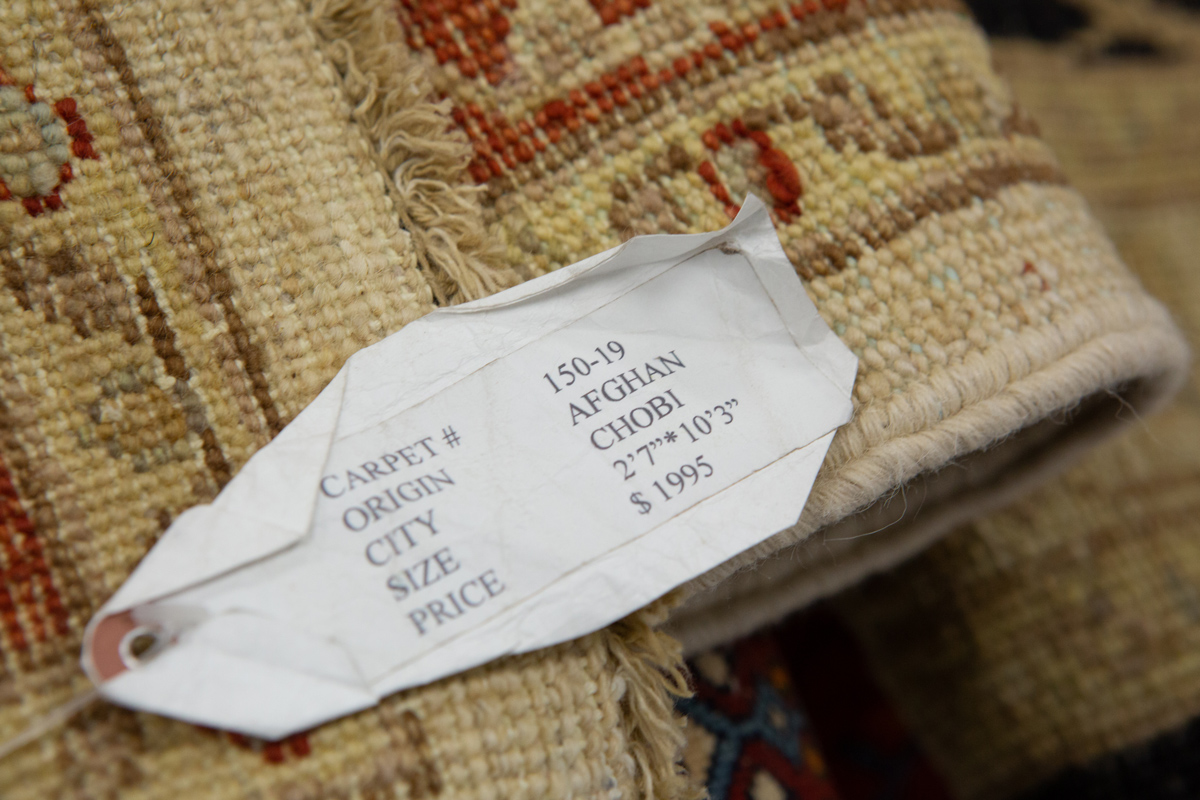 CARPET # 150-19
ORIGIN AFGHAN
CITY CHOBI
SIZE 2'7”*10’3”
PRICE $ 1995